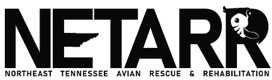 NETARR
NORTHEAST TENNESSEE AVIAN RESCUE & REHABILITATION